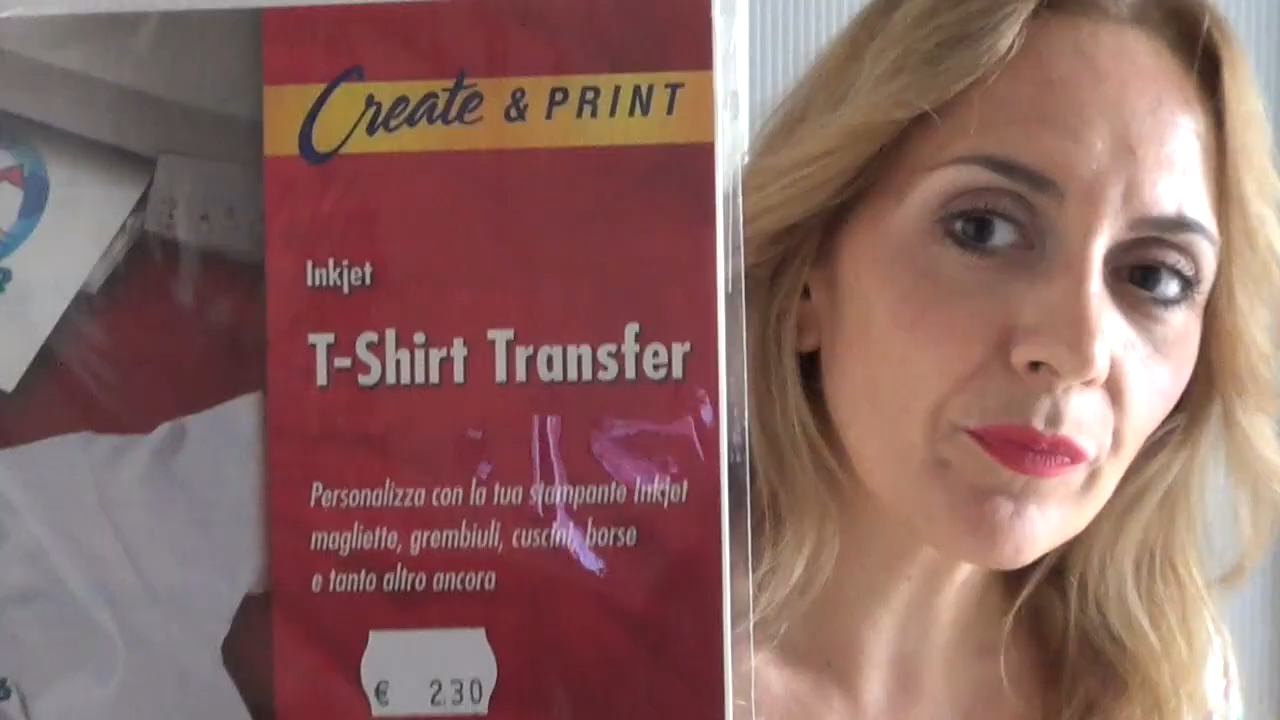 Create & PRINT
Inkjet
T-Shirt Transfer
Personalizza con la tua stampante Inkjet
magliette, grembiuli, cuscini, borse
e tanto altro ancora
€ 2.30